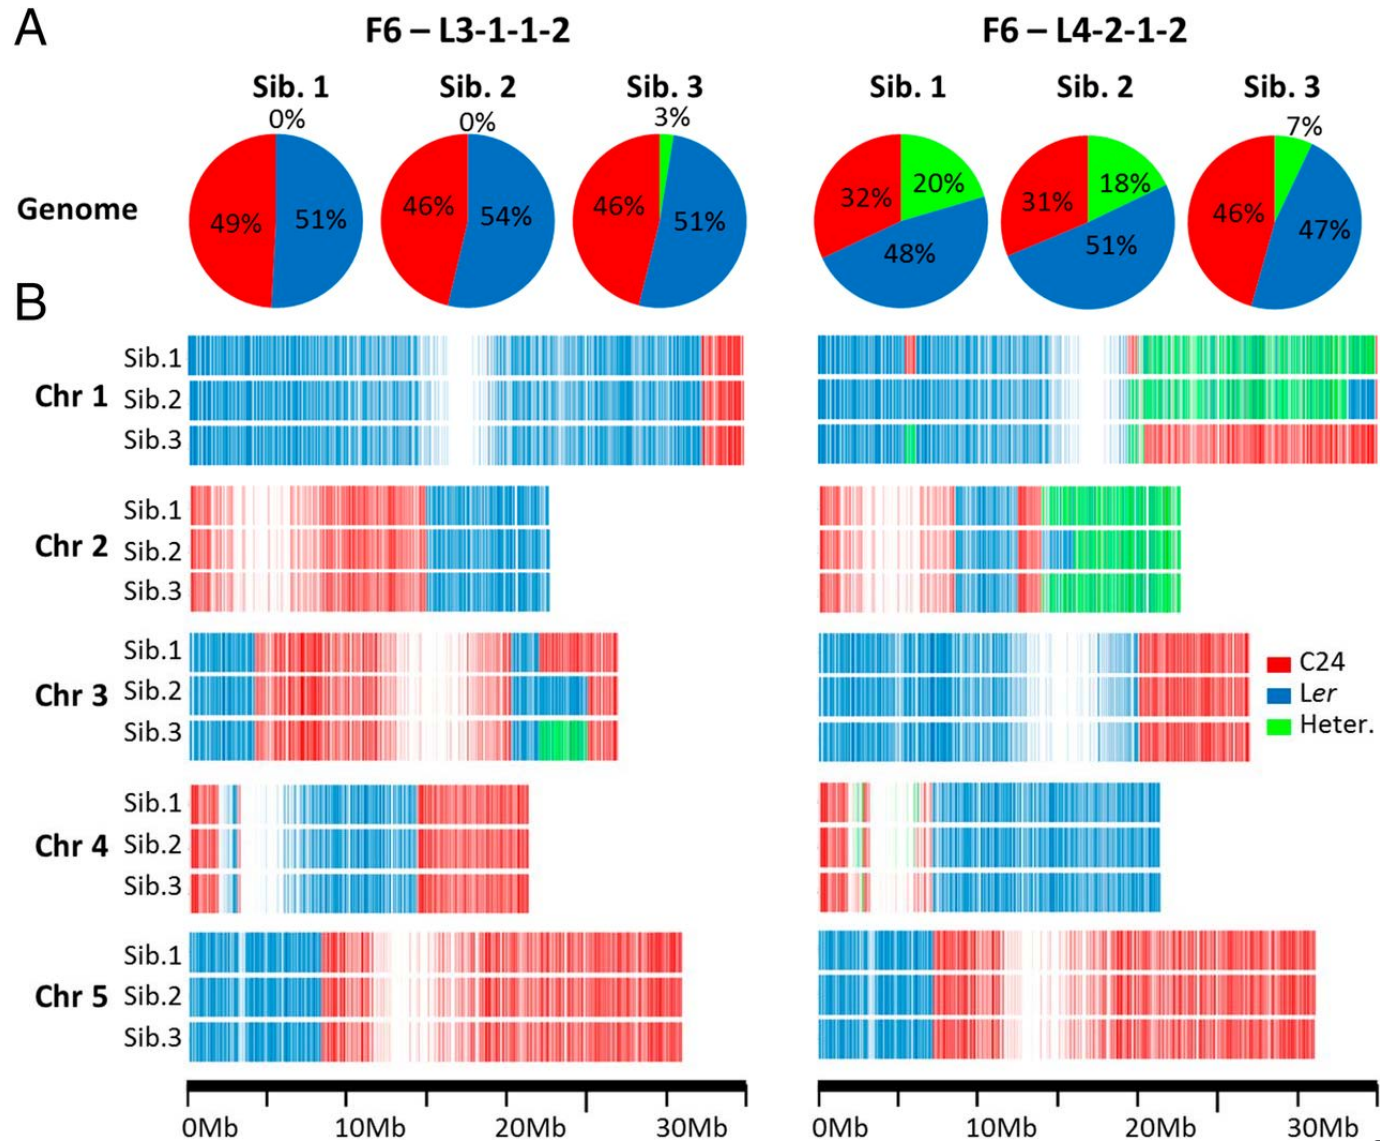 A
F6 – L3-1-1-2
F6 – L4-2-1-2
Sib. 1
Sib. 2
Sib. 3
Sib. 1
Sib. 2
Sib. 3
0%
0%
3%
7%
Genome
49%
51%
46%
54%
46%
51%
32%
20%
48%
31%
18%
51%
46%
47%
B
Chr 1
Sib.1
Sib.2
Sib.3
Chr 2
Sib.1
Sib.2
Sib.3
Chr 3
Sib.1
Sib.2
Sib.3
C24
Ler
Heter.
Chr 4
Sib.1
Sib.2
Sib.3
Chr 5
Sib.1
Sib.2
Sib.3
0Mb
10Mb
20Mb
30Mb
0Mb
10Mb
20Mb
30Mb